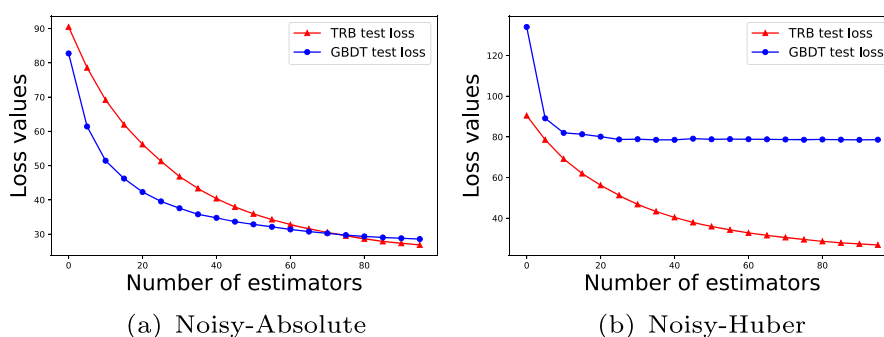 TRB test loss
GBDT test loss
90
80
70
60
50
40
30
Loss values
0 20 40 60 80
Number of estimators
(a) Noisy-Absolute
TRB test loss
GBDT test loss
120
100
80
60
40
Loss values
0 20 40 60 80
Number of estimators
(b) Noisy-Huber